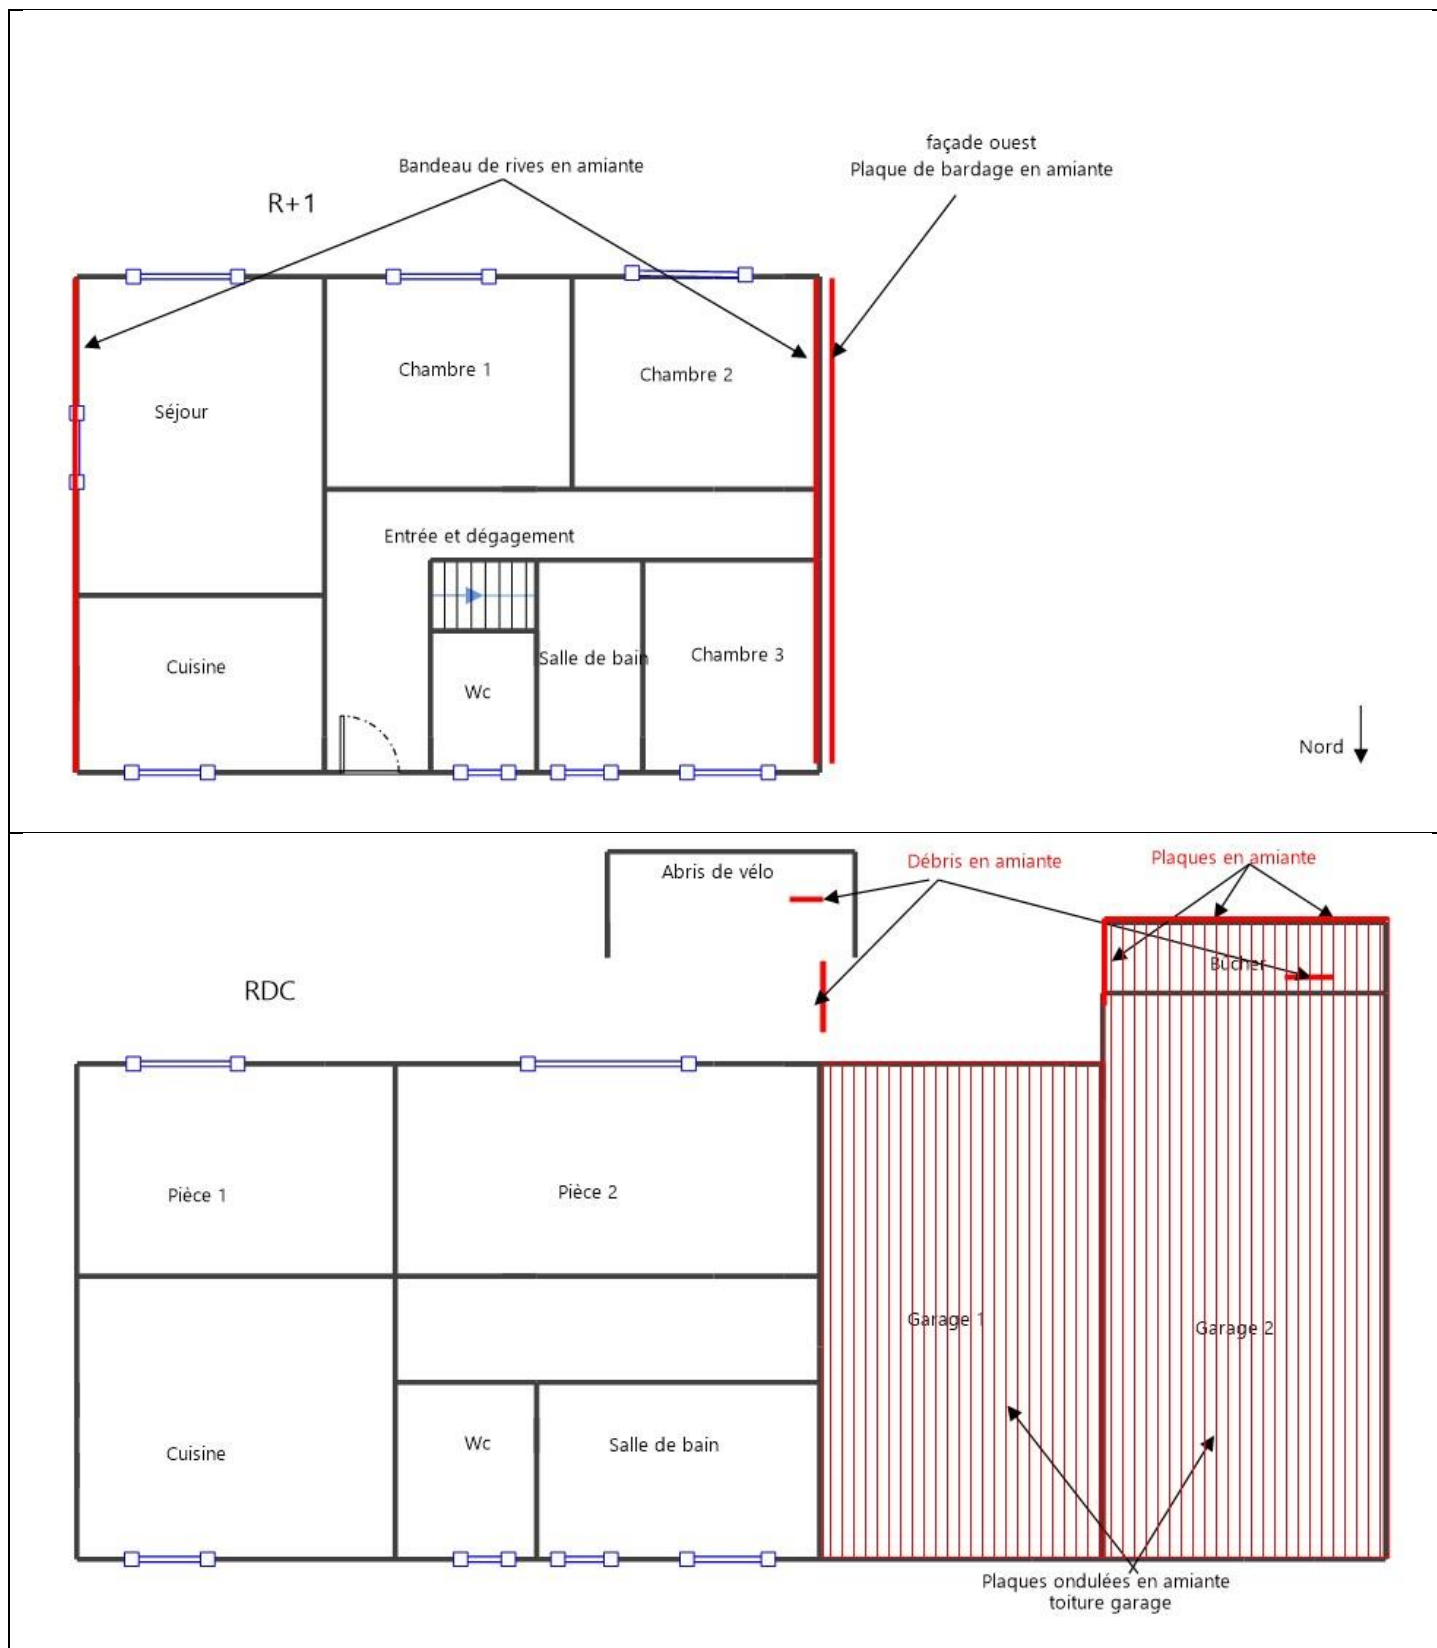 façade ouest
Plaque de bardage en amiante
Bandeau de rives en amiante
R+1
Chambre 1
Chambre 2
Séjour
Entrée et dégagement
Salle de bain
Chambre 3
Cuisine
Wc
Nord
Débris en amiante
Plaques en amiante
Abris de vélo
Bucher
RDC
Pièce 1
Pièce 2
Garage 1
Garage 2
Wc
Salle de bain
Cuisine
Plaques ondulées en amiante
toiture garage